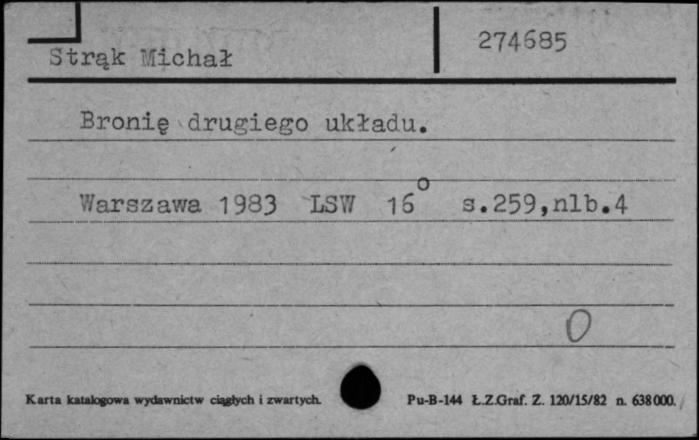 Strąk Michał 274685
Bronię drugiego układu.
Warszawa 1983 LSW 16° s.259,nlb.4
0
Karta katalogowa wydawnictw ciągłych i zwartych. Pu-B-144 Ł.Z.Graf. Z. 120/15/82 n. 638000.